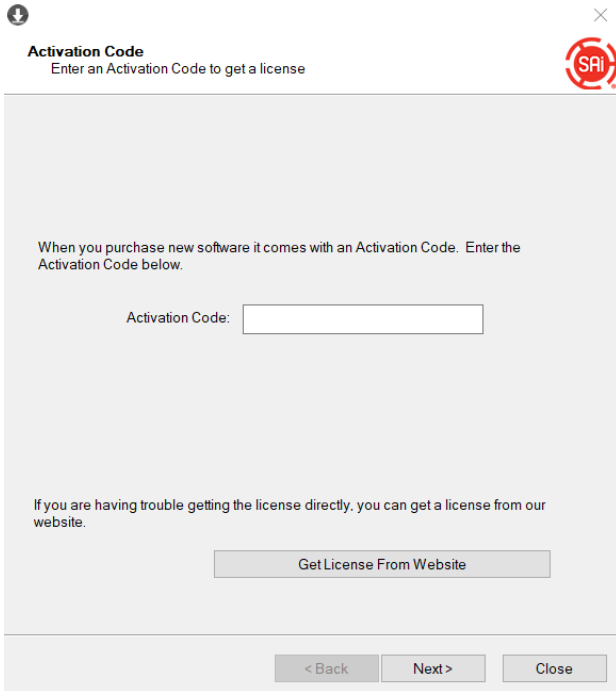 Activation Code
Enter an Activation Code to get a license
SAi
When you purchase new software it comes with an Activation Code. Enter the
Activation Code below.
Activation Code:
If you are having trouble getting the license directly, you can get a license from our
website.
Get License From Website
< Back
Next >
Close